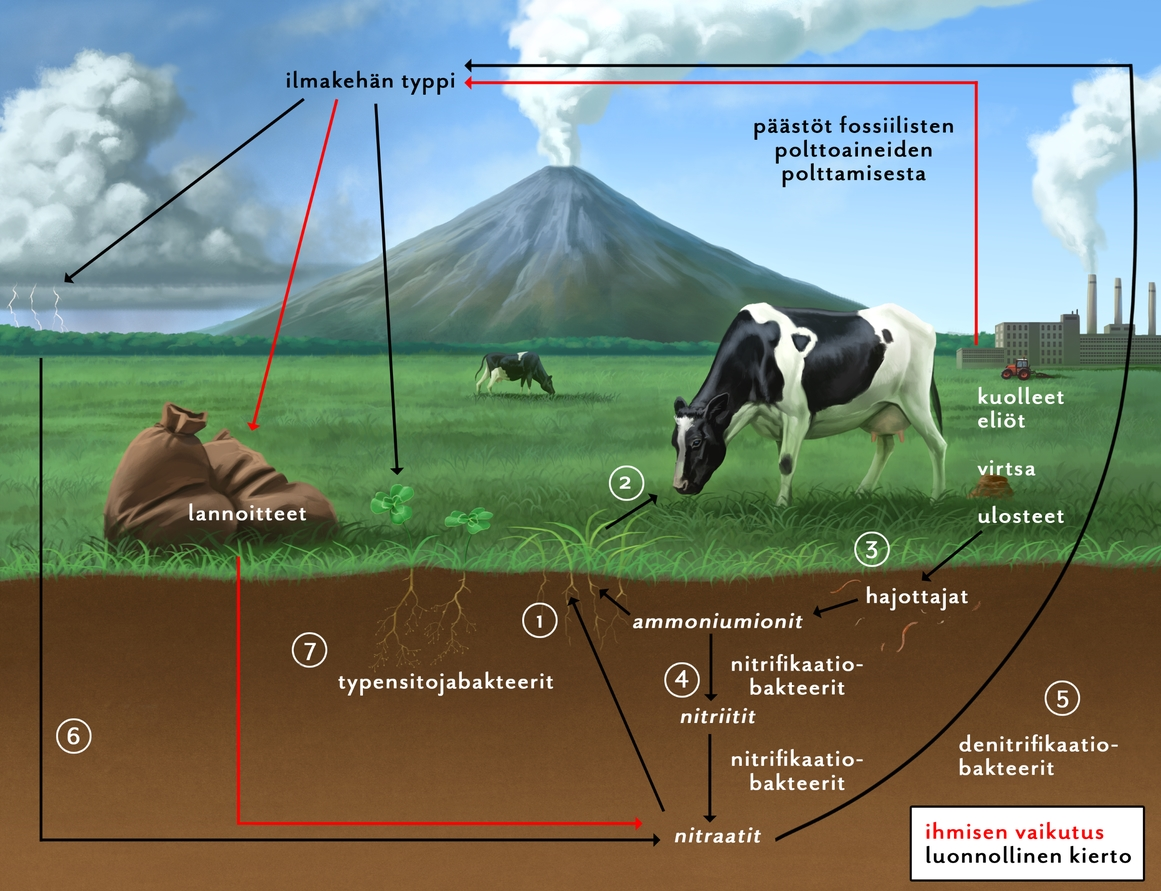 ilmakehän typpi
päästöt fossiilisten
polttoaineiden
polttamisesta
kuolleet
eliöt
virtsa
ulosteet
2
lannoitteet
3
hajottajat
1
ammoniumionit
7
typensitojabakteerit
4
nitrifikaatio-
bakteerit
nitriitit
5
6
denitrifikaatio-
bakteerit
nitrifikaatio-
bakteerit
nitraatit
ihmisen vaikutus
luonnollinen kierto